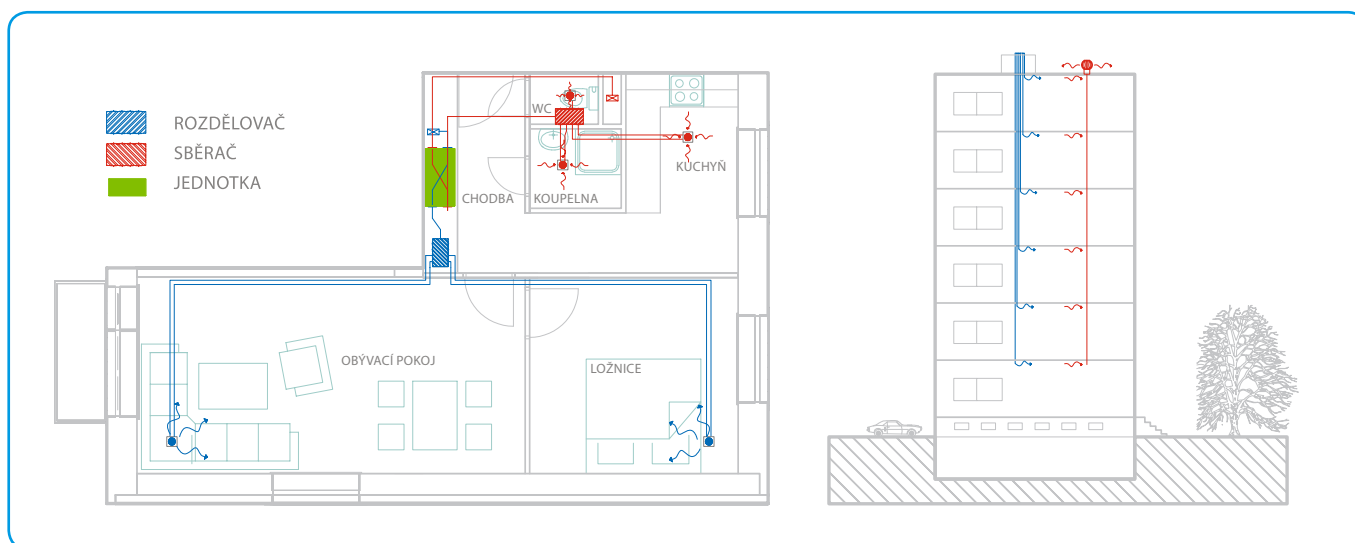 ROZDĚLOVAČ
SBĚRAČ
JEDNOTKA
WC
KUCHYŇ
CHODBA
KOUPELNA
OBÝVACÍ POKOJ
LOŽNICE